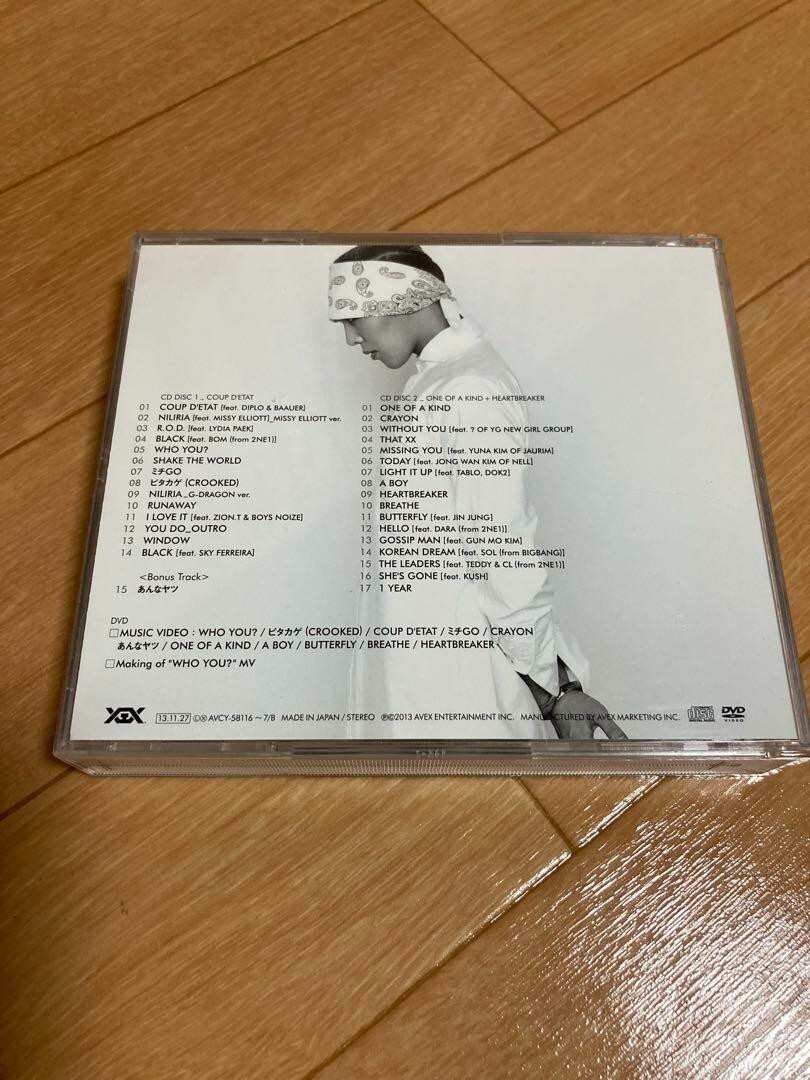 CD DISC 1_ COUP D'ETAT
01 COUP D'ETAT [feat. DIPLO & BAAUER]
02 NILIRIA [feat. MISSY ELLIOTT]_MISSY ELLIOTT ver.
03 R.O.D. [feat. LYDIA PAEK]
04 BLACK [feat. BOM (from 2NE1)]
05 WHO YOU?
06 SHAKE THE WORLD
07 ミチGO
08 ピタカゲ (CROOKED)
09 NILIRIA_G-DRAGON ver.
10 RUNAWAY
11 I LOVE IT [feat. ZION.T & BOYS NOIZE]
12 YOU DO_OUTRO
13 WINDOW
14 BLACK [feat. SKY FERREIRA]
<Bonus Track>
15 あんなヤツ
CD DISC 2_ ONE OF A KIND + HEARTBREAKER
01 ONE OF A KIND
02 CRAYON
03 WITHOUT YOU [feat. ? OF YG NEW GIRL GROUP]
04 THAT XX
05 MISSING YOU [feat. YUNA KIM OF JAURIM]
06 TODAY [feat. JONG WAN KIM OF NELL]
07 LIGHT IT UP [feat. TABLO, DOK2]
08 A BOY
09 HEARTBREAKER
10 BREATHE
11 BUTTERFLY [feat. JIN JUNG]
12 HELLO [feat. DARA (from 2NE1)]
13 GOSSIP MAN [feat. GUN MO KIM]
14 KOREAN DREAM [feat. SOL (from BIGBANG)]
15 THE LEADERS [feat. TEDDY & CL (from 2NE1)]
16 SHE'S GONE [feat. KUSH]
17 1 YEAR
DVD
□MUSIC VIDEO : WHO YOU? / ピタカゲ (CROOKED) / COUP D'ETAT / ミチGO / CRAYON
あんなヤツ / ONE OF A KIND / A BOY / BUTTERFLY / BREATHE / HEARTBREAKER
□Making of "WHO YOU?" MV
YGEX 13.11.27 ⓁⓍ AVCY-58116～7/B MADE IN JAPAN / STEREO ℗©2013 AVEX ENTERTAINMENT INC. MANUFACTURED BY AVEX MARKETING INC. DISC DIGITAL AUDIO DVD VIDEO